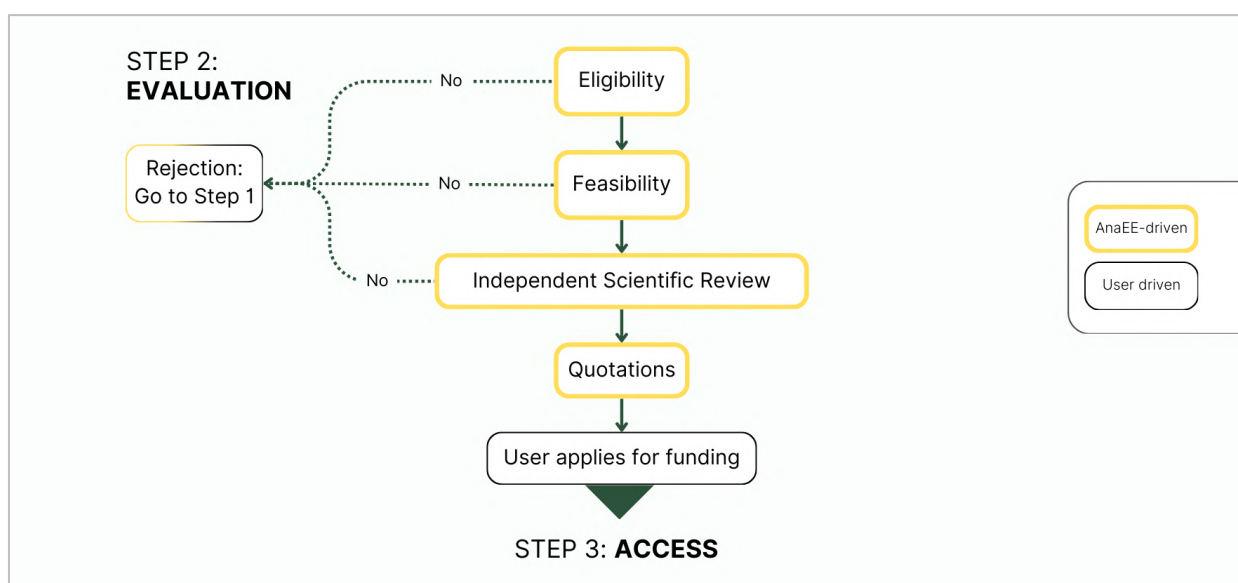 STEP 2:
EVALUATION
Eligibility
No
Rejection:
Go to Step 1
No
Feasibility
AnaEE-driven
User driven
No
Independent Scientific Review
Quotations
User applies for funding
STEP 3: ACCESS